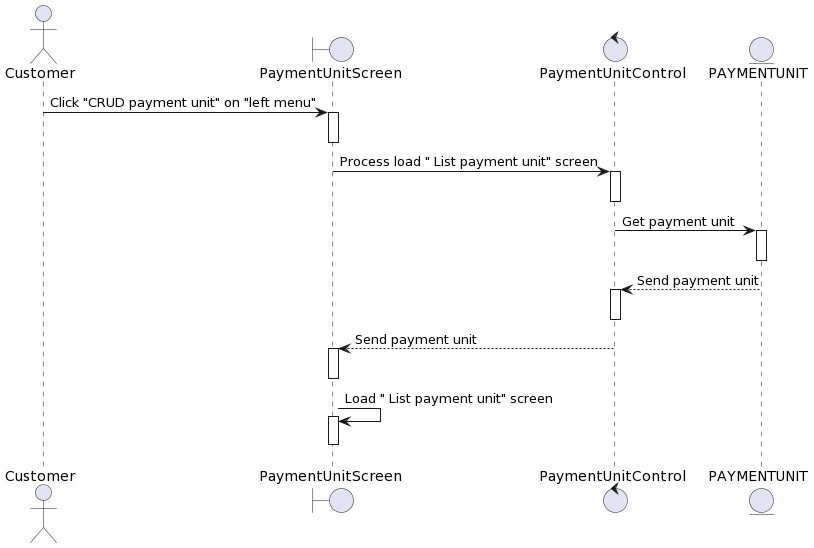 Customer
PaymentUnitScreen
PaymentUnitControl
PAYMENTUNIT
Click "CRUD payment unit" on "left menu"
Process load " List payment unit" screen
Get payment unit
Send payment unit
Send payment unit
Load " List payment unit" screen
Customer
PaymentUnitScreen
PaymentUnitControl
PAYMENTUNIT